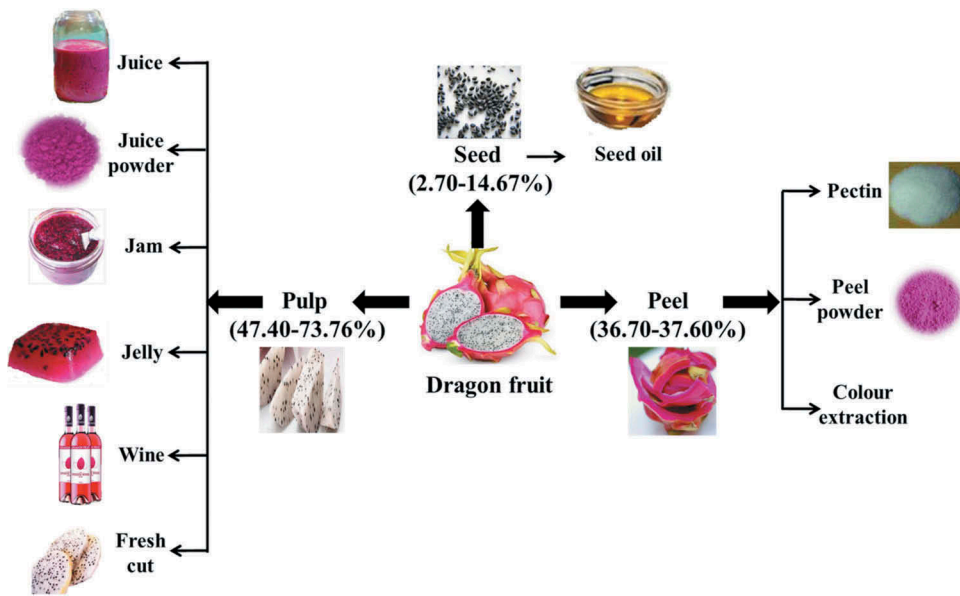 Juice
Juice
powder
Jam
Jelly
Wine
Fresh
cut
Pulp
(47.40-73.76%)
Seed
(2.70-14.67%)
Seed oil
Dragon fruit
Peel
(36.70-37.60%)
Pectin
Peel
powder
Colour
extraction